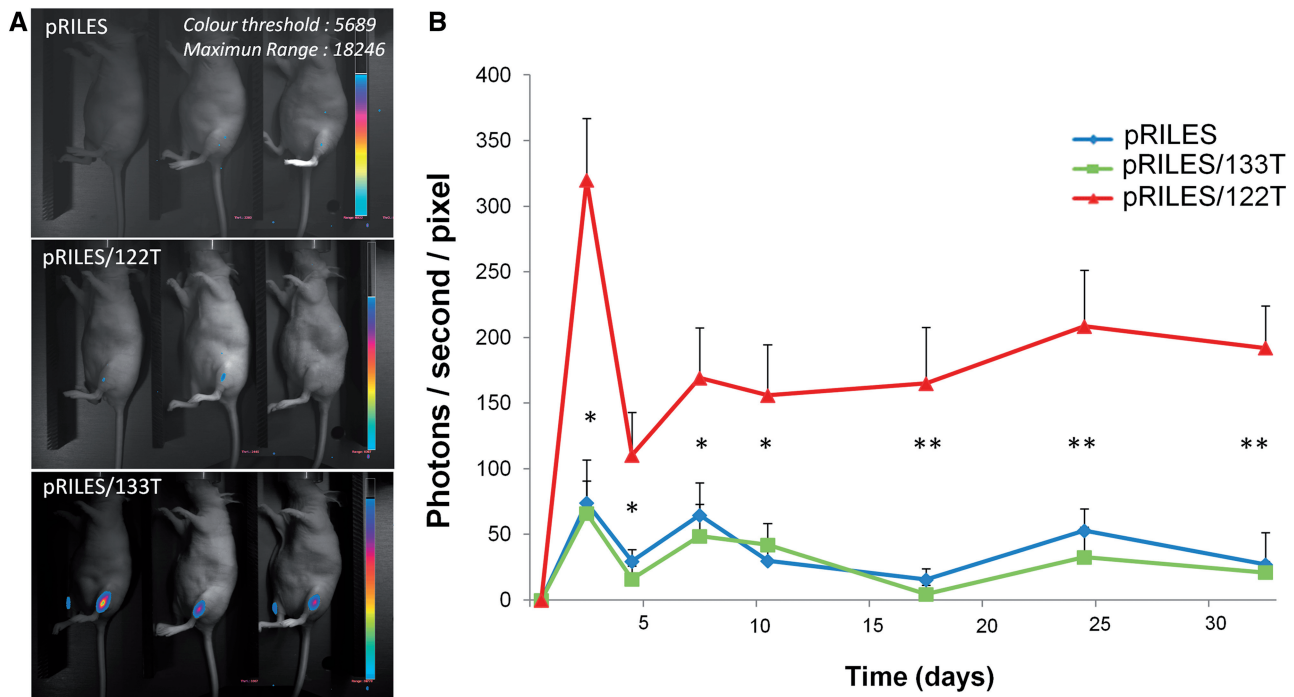 A
pRILES
Colour threshold : 5689
Maximun Range : 18246
pRILES/122T
pRILES/133T
B
400
350
300
250
200
150
100
50
0
5
10
15
20
25
30
Photons / second / pixel
Time (days)
pRILES
pRILES/133T
pRILES/122T
*
*
*
*
**
**
**